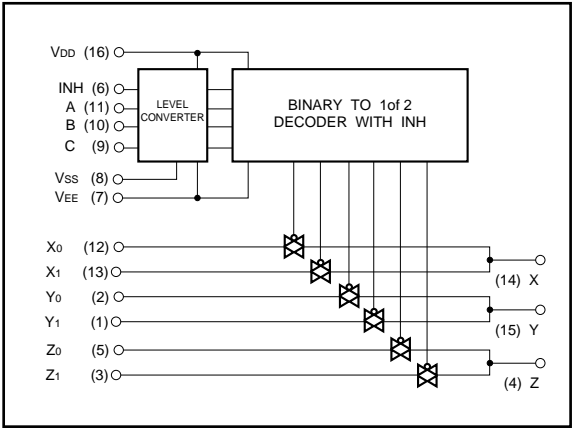 VDD (16)
INH (6)
A (11)
B (10)
C (9)
VSS (8)
VEE (7)
LEVEL
CONVERTER
BINARY TO 1of 2
DECODER WITH INH
X0 (12)
X1 (13)
Y0 (2)
Y1 (1)
Z0 (5)
Z1 (3)
(14) X
(15) Y
(4) Z